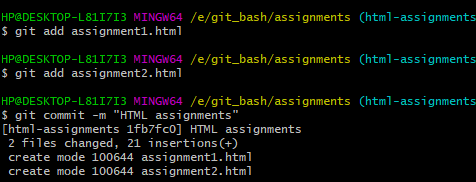 HP@DESKTOP-L81I7I3 MINGW64 /e/git_bash/assignments (html-assignments
$ git add assignment1.html
HP@DESKTOP-L81I7I3 MINGW64 /e/git_bash/assignments (html-assignments
$ git add assignment2.html
HP@DESKTOP-L81I7I3 MINGW64 /e/git_bash/assignments (html-assignments
$ git commit -m "HTML assignments"
[html-assignments 1fb7fc0] HTML assignments
 2 files changed, 21 insertions(+)
 create mode 100644 assignment1.html
 create mode 100644 assignment2.html